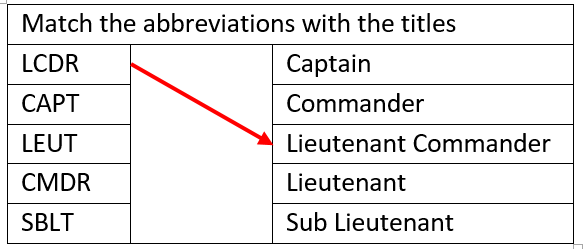 Match the abbreviations with the titles
LCDR Captain
CAPT Commander
LEUT Lieutenant Commander
CMDR Lieutenant
SBLT Sub Lieutenant